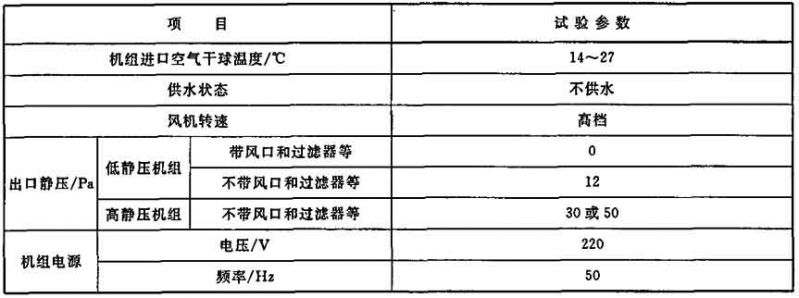 项 目 试验参数
机组进口空气干球温度/℃ 14～27
供水状态 不供水
风机转速 高档
出口静压/Pa 低静压机组 带风口和过滤器等 0
不带风口和过滤器等 12
高静压机组 不带风口和过滤器等 30或50
机组电源 电压/V 220
频率/Hz 50